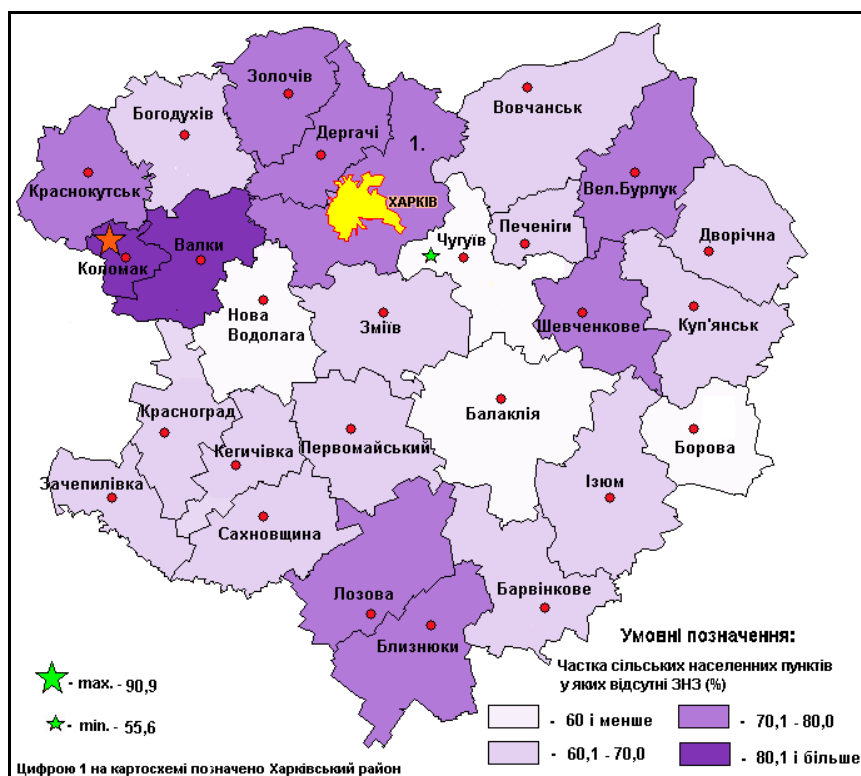 Золочів
Богодухів
Вовчанськ
Дергачі
1.
Краснокутськ
Вел.Бурлук
ХАРКІВ
Печеніги
Дворічна
Валки
Чугуїв
Коломак
Нова
Водолага
Зміїв
Шевченкове
Куп'янськ
Балаклія
Красноград
Первомайський
Борова
Кегичівка
Зачепилівка
Ізюм
Сахновщина
Лозова
Барвінкове
Близнюки
Умовні позначення:
Частка сільських населенних пунктів
у яких відсутні ЗНЗ (%)
- 60 і менше
- 70,1 - 80,0
- 60,1 - 70,0
- 80,1 і більше
- max. - 90,9
- min. - 55,6
Цифрою 1 на картосхемі позначено Харківський район